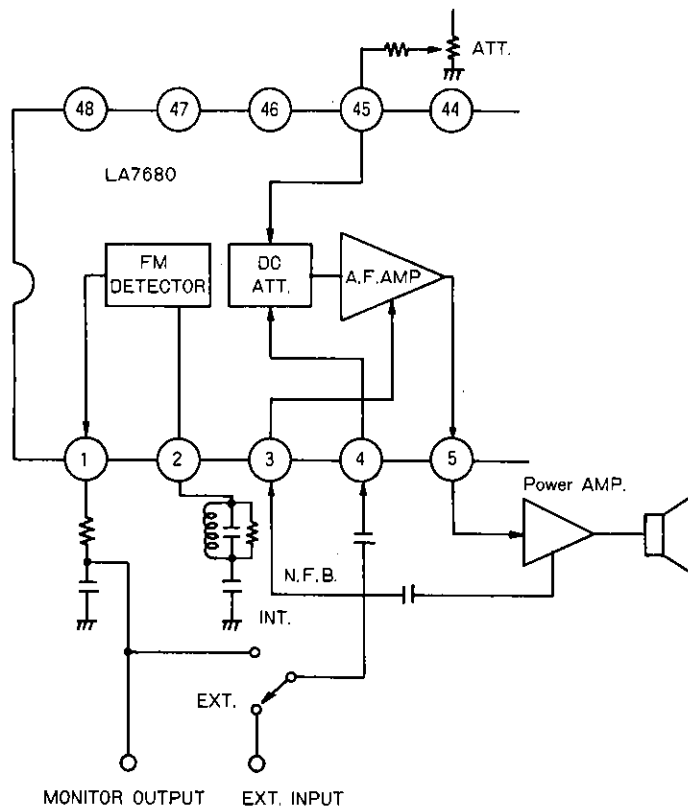 ATT.
48 47 46 45 44
LA7680
FM DETECTOR
DC ATT.
A.F.AMP
1 2 3 4 5
Power AMP.
N.F.B.
INT.
EXT.
MONITOR OUTPUT EXT. INPUT